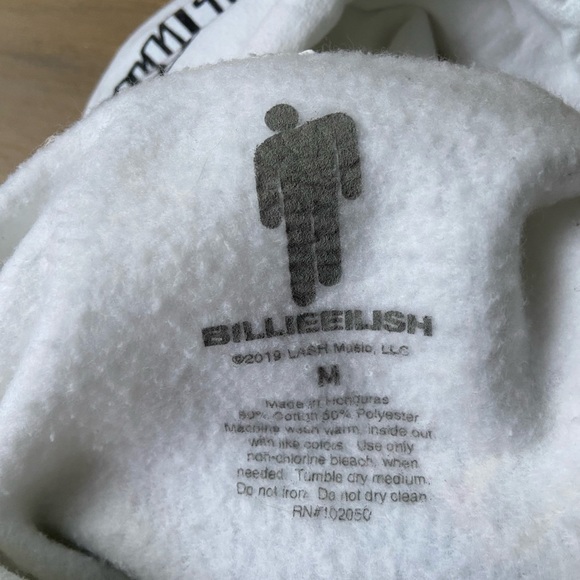 BILLIEEILISH
©2019 LASH Music, LLC
M
Made in Honduras
50% Cotton 50% Polyester
Machine wash warm, inside out
with like colors. Use only
non-chlorine bleach, when
needed. Tumble dry medium.
Do not iron. Do not dry clean
RN#102050